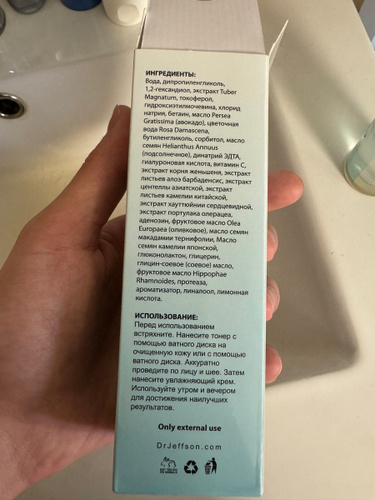 ИНГРЕДИЕНТЫ:
Вода, дипропиленгликоль,
1,2-гександиол, экстракт Tuber
Magnatum, токоферол,
гидроксиэтилмочевина, хлорид
натрия, бетаин, масло Persea
Gratissima (авокадо), цветочная
вода Rosa Damascena,
бутиленгликоль, сорбитол, масло
семян Helianthus Annuus
(подсолнечное), динатрий ЭДТА,
гиалуроновая кислота, витамин С,
экстракт корня женьшеня, экстракт
листьев алоэ барбаденсис, экстракт
центеллы азиатской, экстракт
листьев камелии китайской,
экстракт хауттюйнии сердцевидной,
экстракт портулака олерацеа,
аденозин, фруктовое масло Olea
Europaea (оливковое), масло семян
макадамии тернифолии, Масло
семян камелии японской,
глюконолактон, глицерин,
глицин-соевое (соевое) масло,
фруктовое масло Hippophae
Rhamnoides, протеаза,
ароматизатор, линалоол, лимонная
кислота.
ИСПОЛЬЗОВАНИЕ:
Перед использованием
встряхните. Нанесите тонер с
помощью ватного диска на
очищенную кожу или с помощью
ватного диска. Аккуратно
проведите по лицу и шее. Затем
нанесите увлажняющий крем.
Используйте утром и вечером
для достижения наилучших
результатов.
Only external use
DrJeffson.com